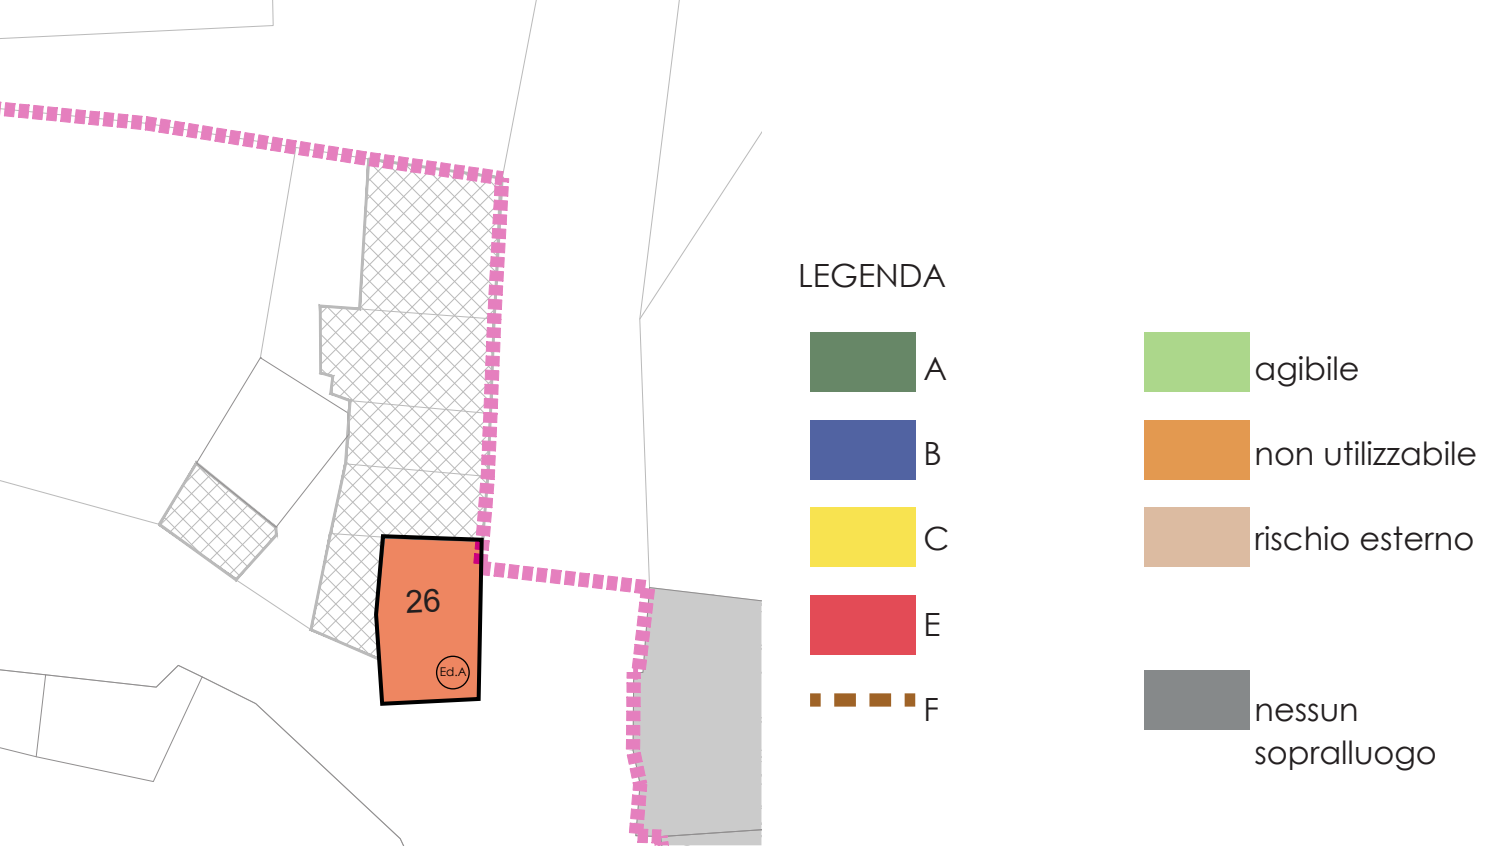 26
Ed.A
LEGENDA
A
B
C
E
F
agibile
non utilizzabile
rischio esterno
nessun
sopralluogo